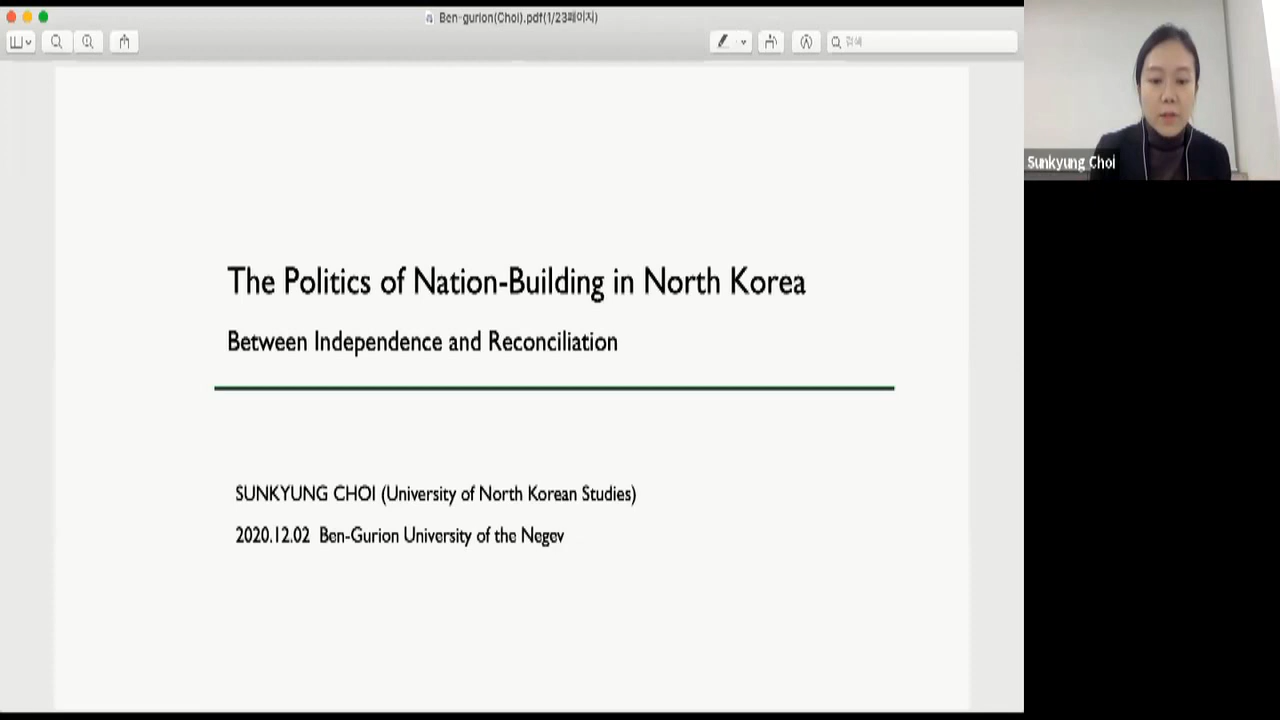 Ben-gurion(Choi).pdf(1/23페이지)
검색
The Politics of Nation-Building in North Korea
Between Independence and Reconciliation
SUNKYUNG CHOI (University of North Korean Studies)
2020.12.02 Ben-Gurion University of the Negev
Sunkyung Choi